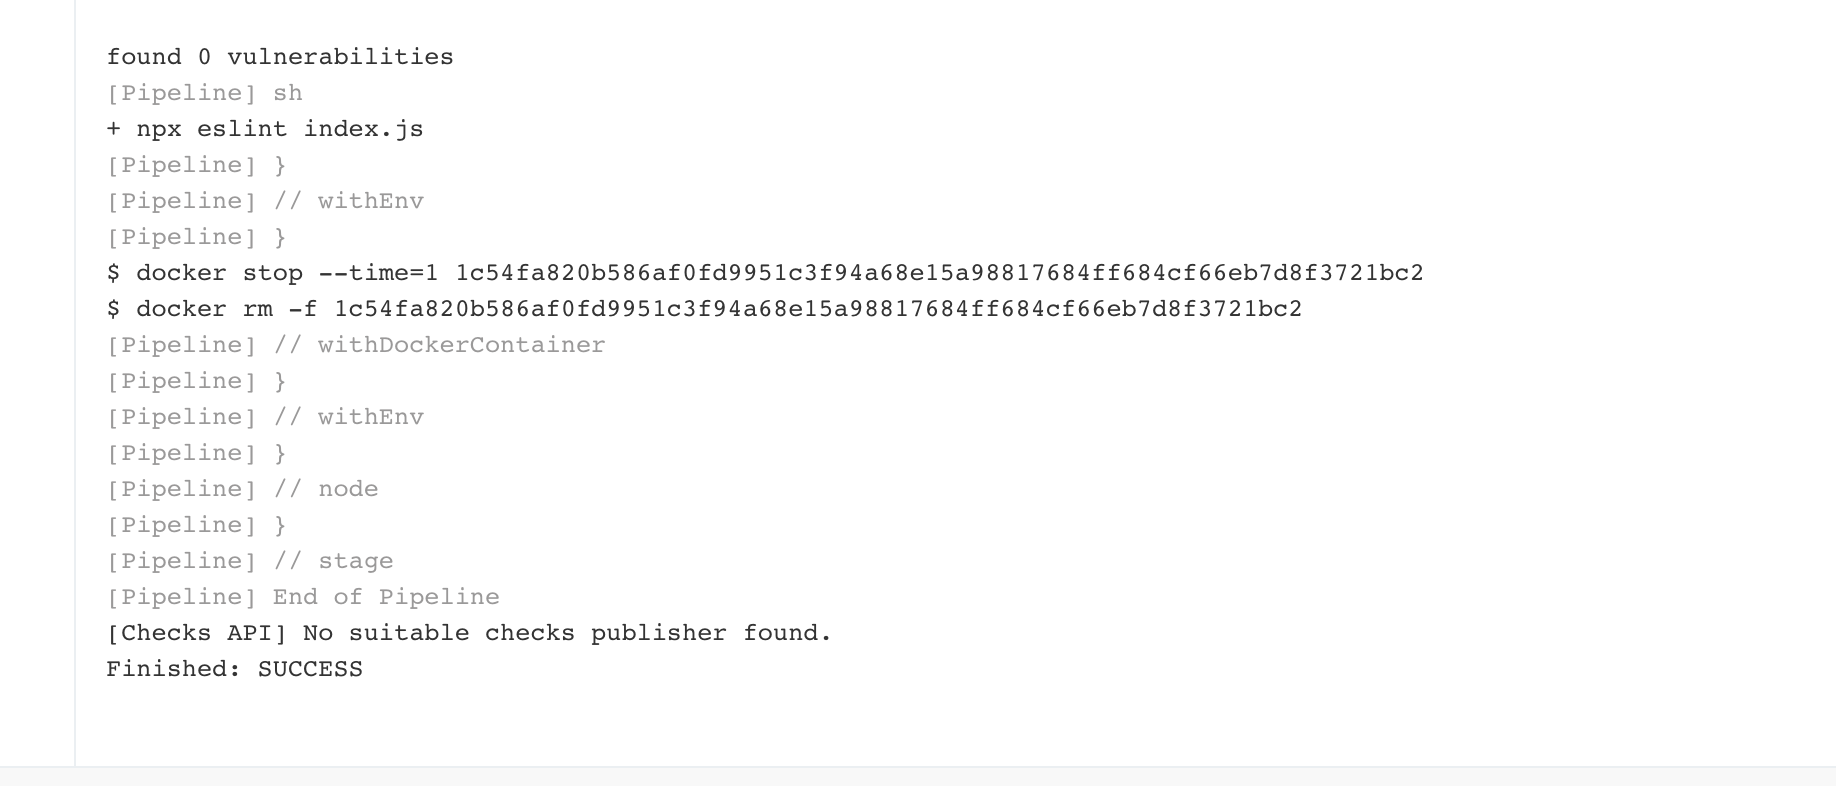 found 0 vulnerabilities
[Pipeline] sh
+ npx eslint index.js
[Pipeline] }
[Pipeline] // withEnv
[Pipeline] }
$ docker stop --time=1 1c54fa820b586af0fd9951c3f94a68e15a98817684ff684cf66eb7d8f3721bc2
$ docker rm -f 1c54fa820b586af0fd9951c3f94a68e15a98817684ff684cf66eb7d8f3721bc2
[Pipeline] // withDockerContainer
[Pipeline] }
[Pipeline] // withEnv
[Pipeline] }
[Pipeline] // node
[Pipeline] }
[Pipeline] // stage
[Pipeline] End of Pipeline
[Checks API] No suitable checks publisher found.
Finished: SUCCESS